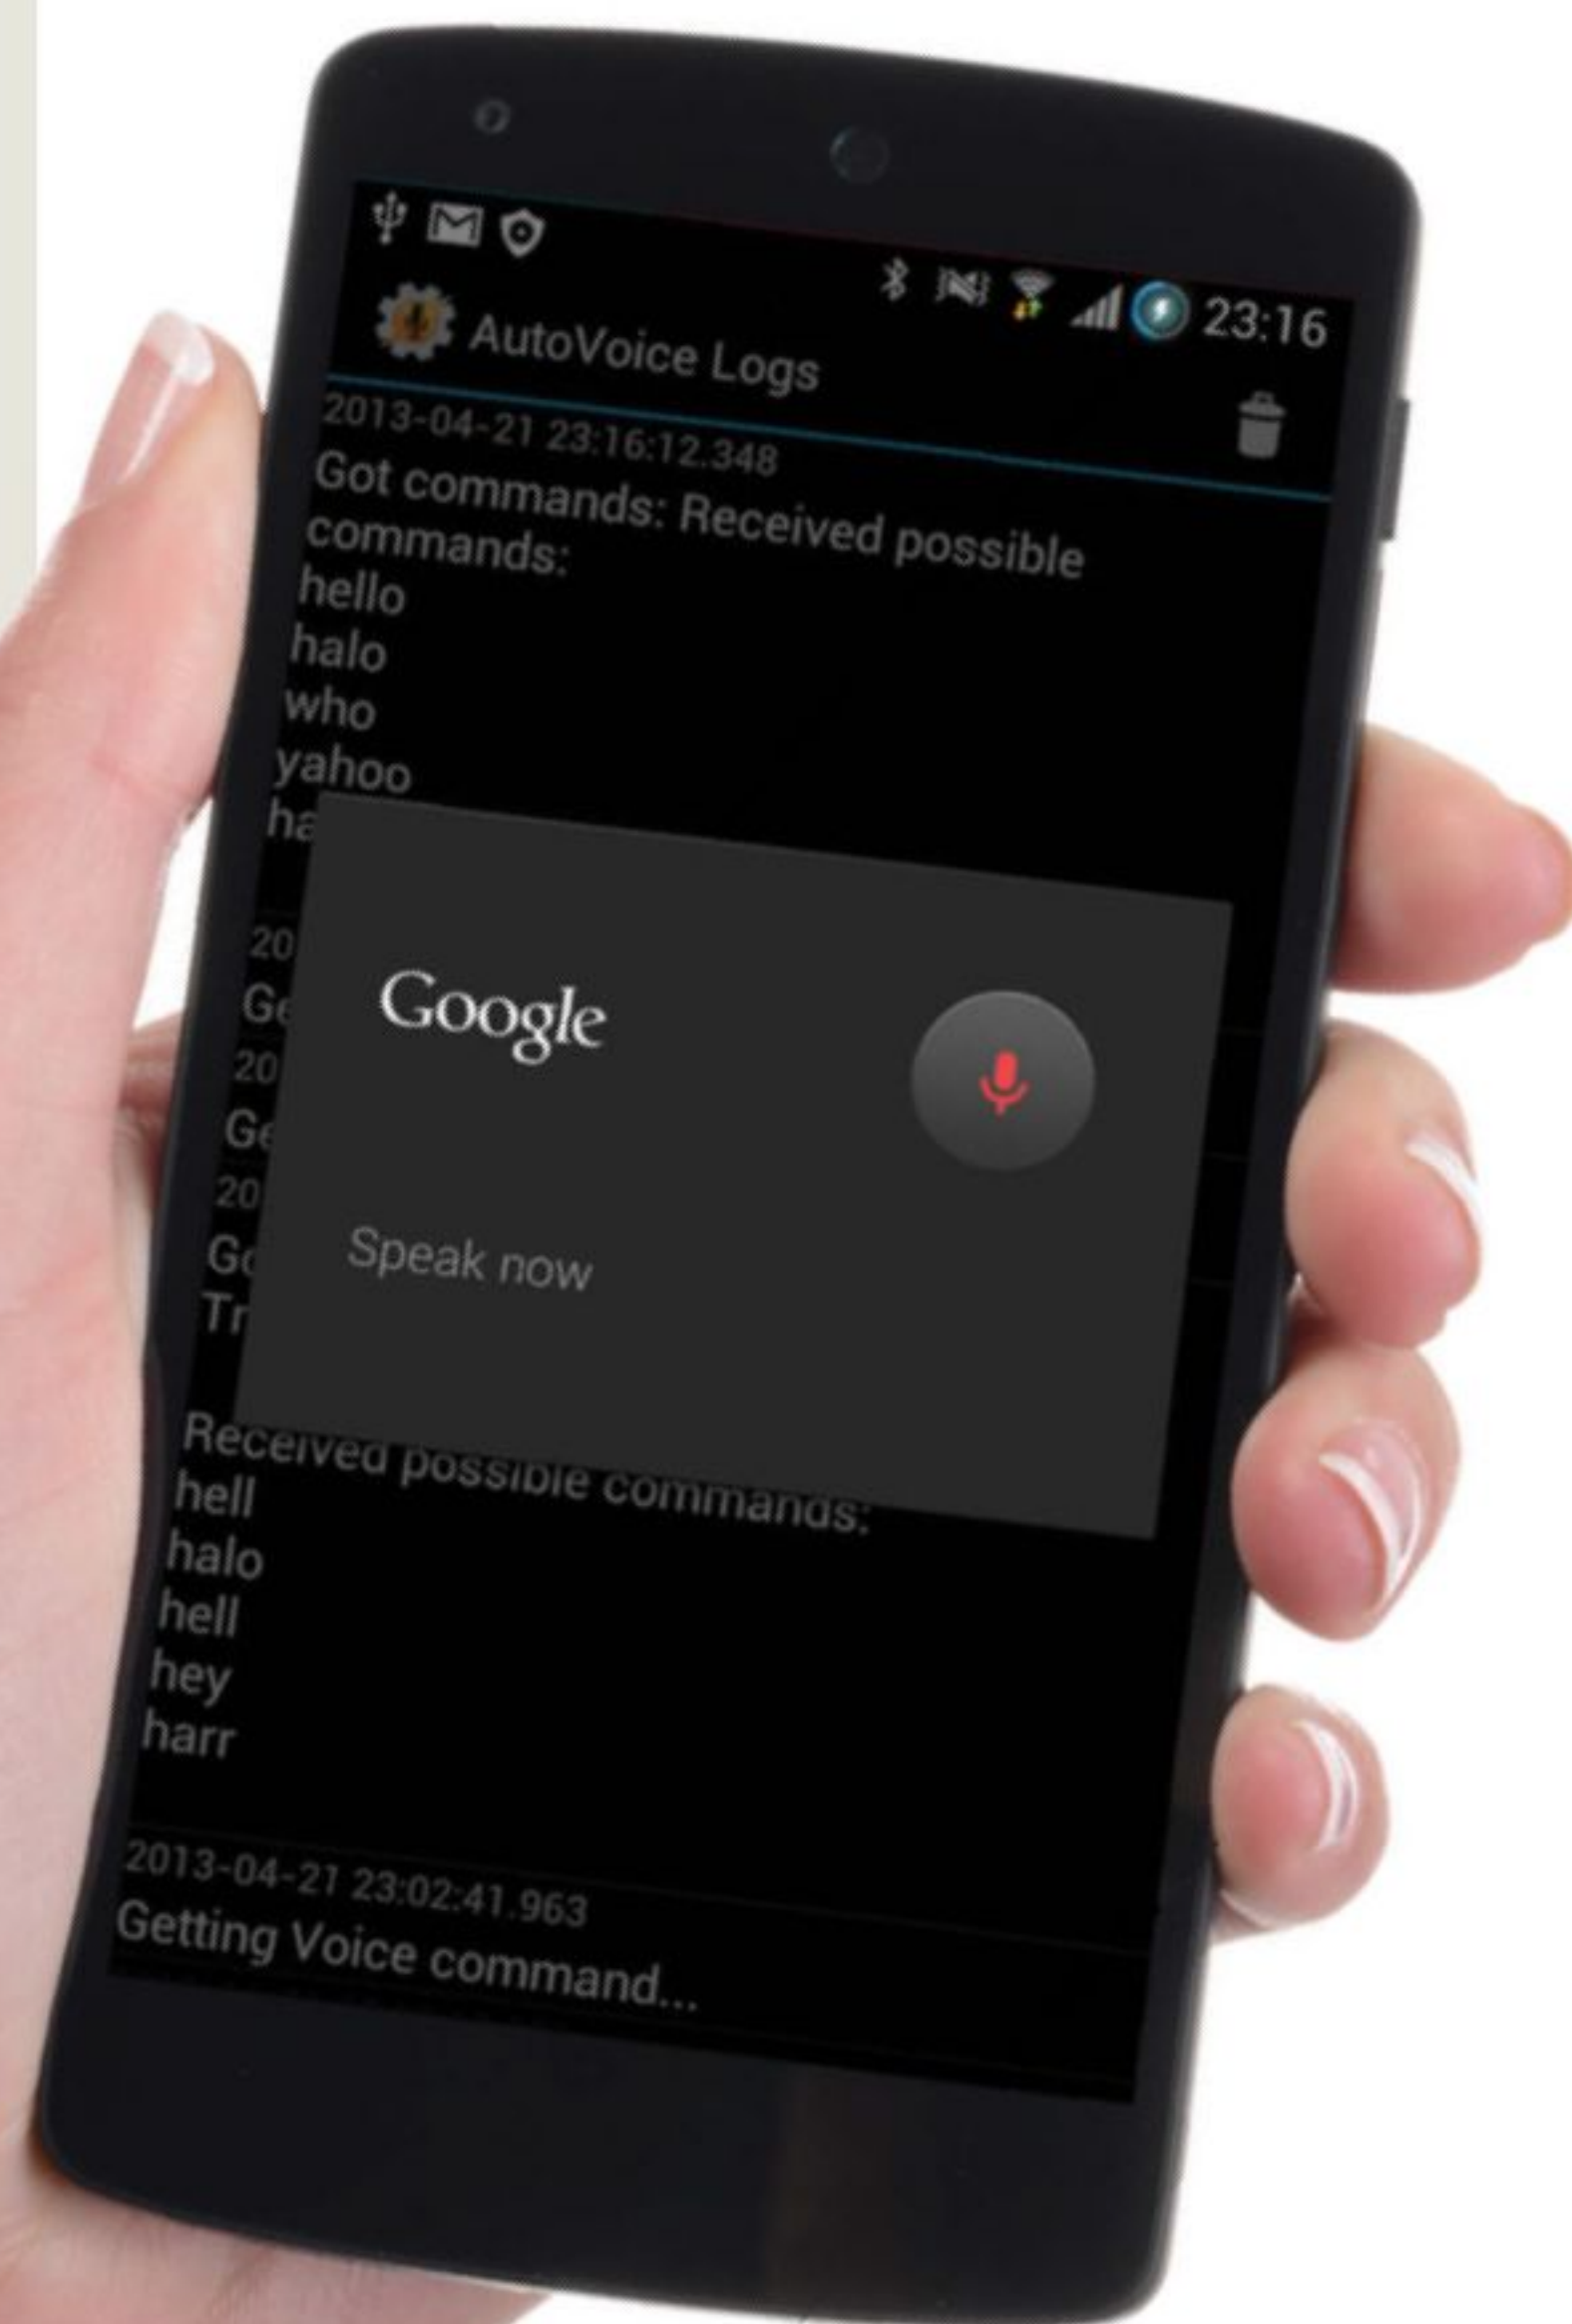 23:16
AutoVoice Logs
2013-04-21 23:16:12.348
Got commands: Received possible
commands:
hello
halo
who
yahoo
Google
Speak now
Received possible commands:
hell
halo
hell
hey
harr
2013-04-21 23:02:41.963
Getting Voice command...